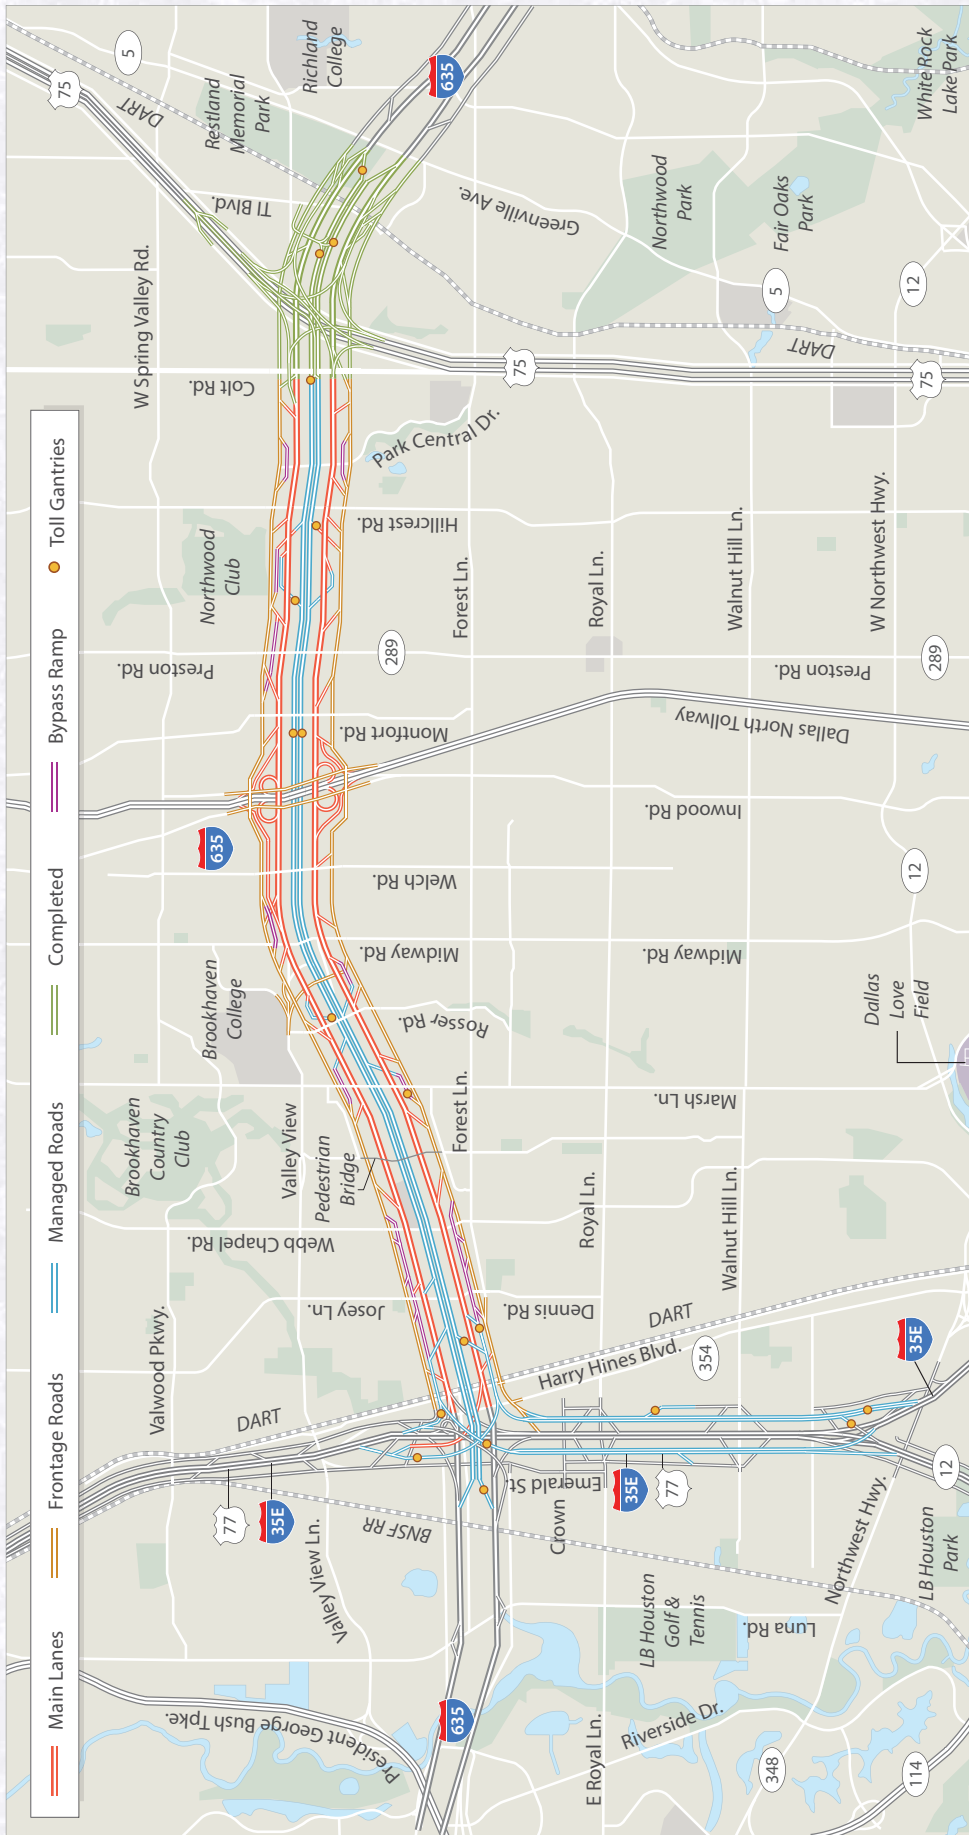 Main Lanes
Frontage Roads
Managed Roads
Completed
Bypass Ramp
Toll Gantries
President George Bush Tpke.
77
35E
Valley View Ln.
BNSF RR
DART
Valwood Pkwy.
Josey Ln.
Webb Chapel Rd.
Brookhaven
Country
Club
Valley View
Pedestrian
Bridge
Brookhaven
College
635
Preston Rd.
Northwood
Club
W Spring Valley Rd.
Colt Rd.
TI Blvd.
Restland
Memorial
Park
Richland
College
DART
75
5
635
635
Crown
Emerald St.
Dennis Rd.
Forest Ln.
Rosser Rd.
Midway Rd.
Welch Rd.
Montfort Rd.
289
Forest Ln.
Hillcrest Rd.
Park Central Dr.
Greenville Ave.
75
E Royal Ln.
Riverside Dr.
LB Houston
Golf &
Tennis
35E
77
Harry Hines Blvd.
354
DART
Royal Ln.
Marsh Ln.
Midway Rd.
Inwood Rd.
Dallas North Tollway
Royal Ln.
Northwood
Park
348
Luna Rd.
Walnut Hill Ln.
Walnut Hill Ln.
Preston Rd.
DART
5
Fair Oaks
Park
114
Northwest Hwy.
LB Houston
Park
12
35E
Dallas
Love
Field
12
W Northwest Hwy.
289
75
12
White Rock
Lake Park